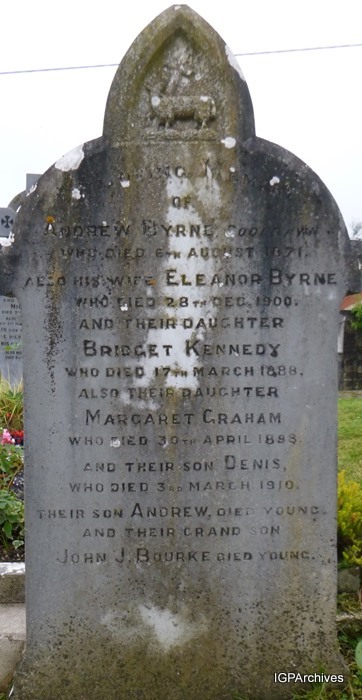 OF
ANDREW BYRNE
WHO DIED 6TH AUGUST 1871.
ALSO HIS WIFE ELEANOR BYRNE
WHO DIED 28TH DEC. 1900.
AND THEIR DAUGHTER
BRIDGET KENNEDY
WHO DIED 17TH MARCH 1888.
ALSO THEIR DAUGHTER
MARGARET GRAHAM
WHO DIED 30TH APRIL
AND THEIR SON DENIS,
WHO DIED 3RD MARCH 1910.
THEIR SON ANDREW, DIED YOUNG.
AND THEIR GRAND SON
JOHN J. BOURKE DIED YOUNG.
IGPArchives